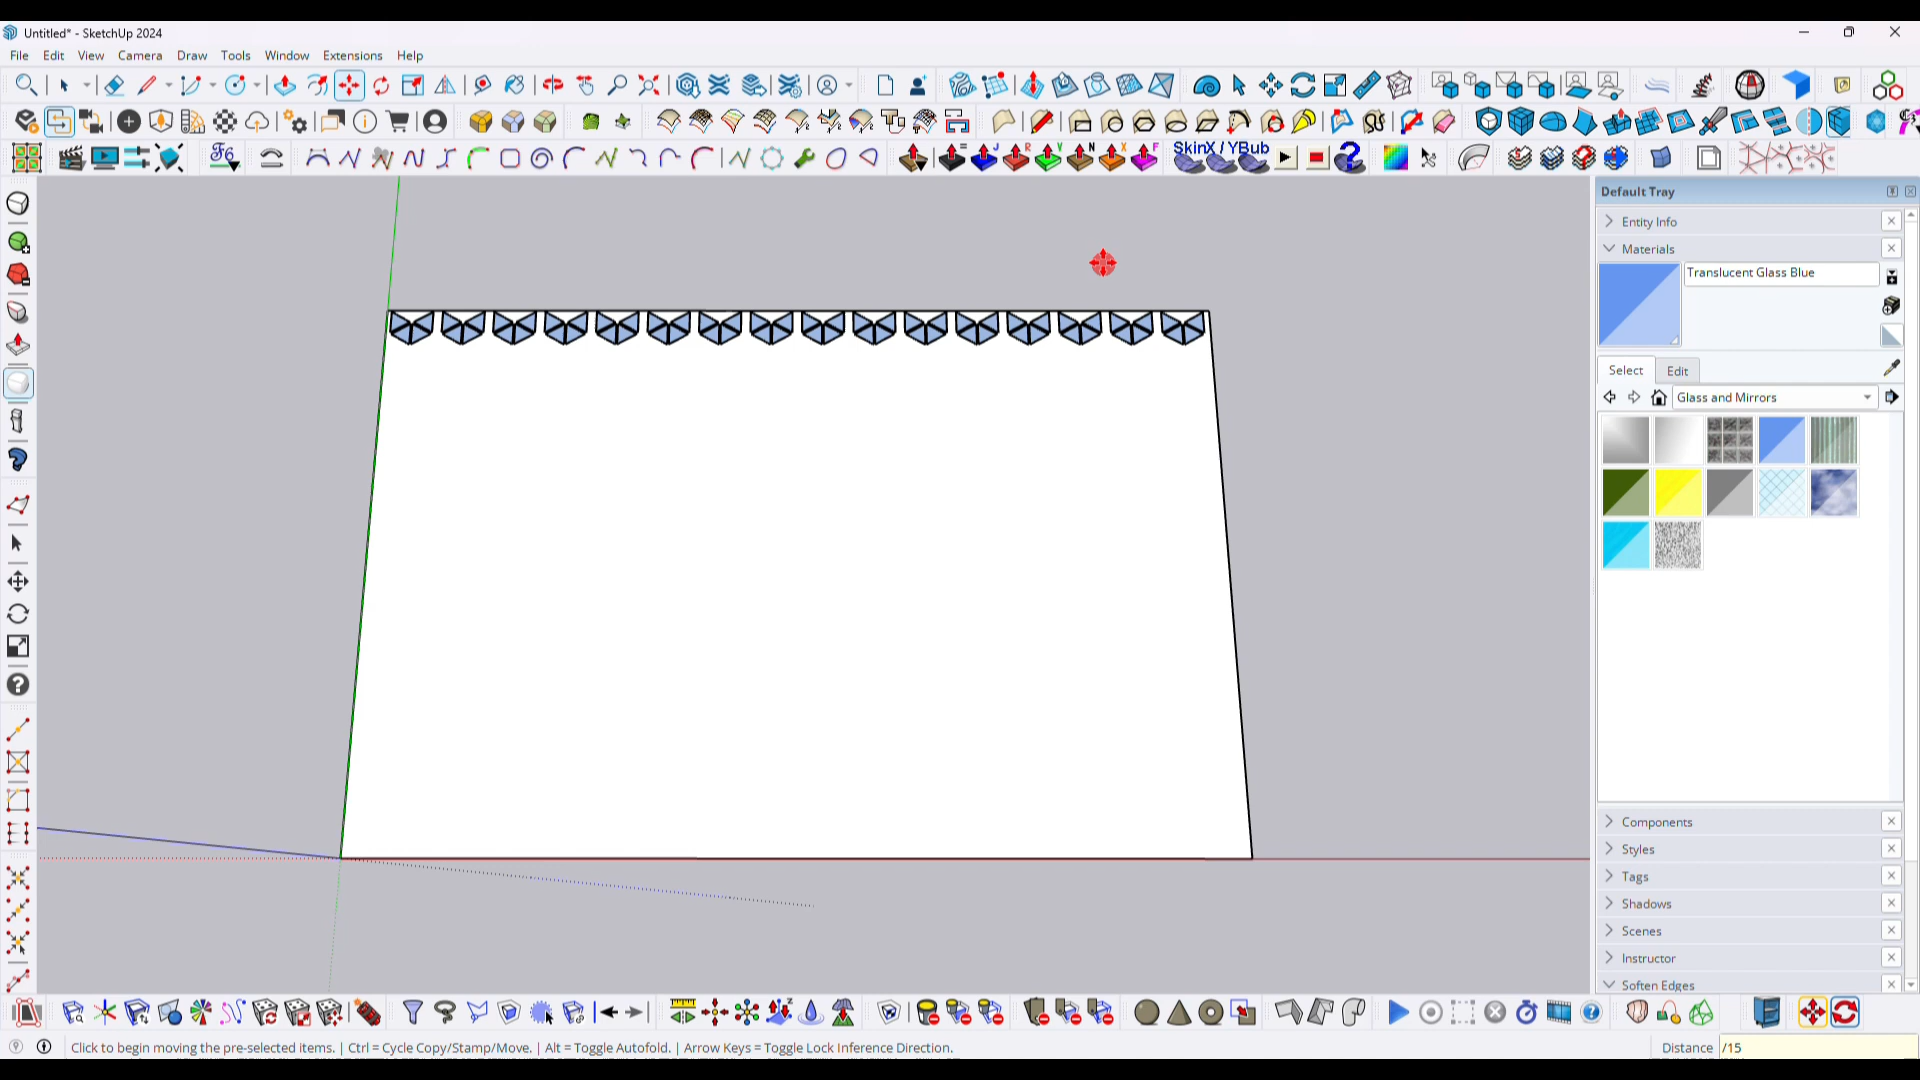 Untitled* - SketchUp 2024
File Edit View Camera Draw Tools Window Extensions Help
SkinX / YBub
Default Tray
Entity Info
Materials
Translucent Glass Blue
Select Edit
Glass and Mirrors
Components
Styles
Tags
Shadows
Scenes
Instructor
Soften Edges
Click to begin moving the pre-selected items. | Ctrl = Cycle Copy/Stamp/Move. | Alt = Toggle Autofold. | Arrow Keys = Toggle Lock Inference Direction.
Distance /15